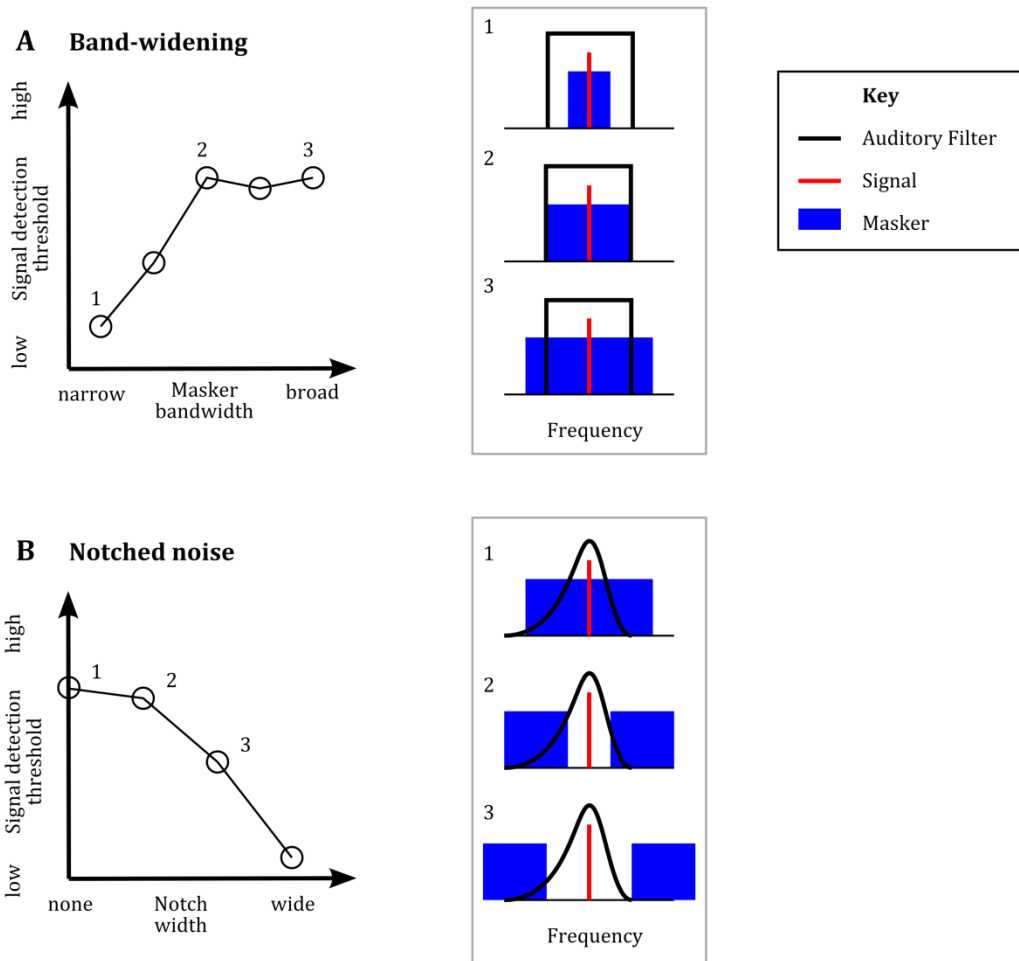 A Band-widening
high
Signal detection
threshold
low
1
2
3
narrow
Masker
bandwidth
broad
1
2
3
Frequency
Key
Auditory Filter
Signal
Masker
B Notched noise
high
Signal detection
threshold
low
1
2
3
none
Notch
width
wide
1
2
3
Frequency